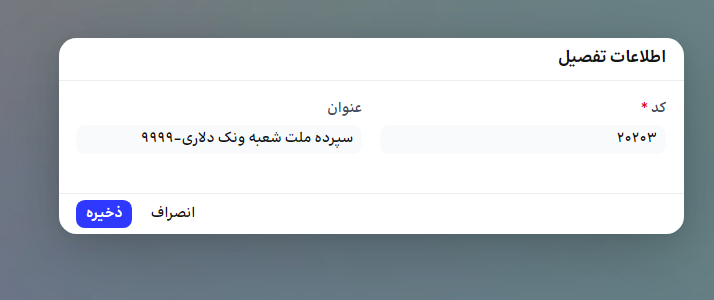 اطلاعات تفصیل
کد *
عنوان
۲۰۲۰۳
سپرده ملت شعبه ونک دلاری-۹۹۹۹
انصراف
ذخیره